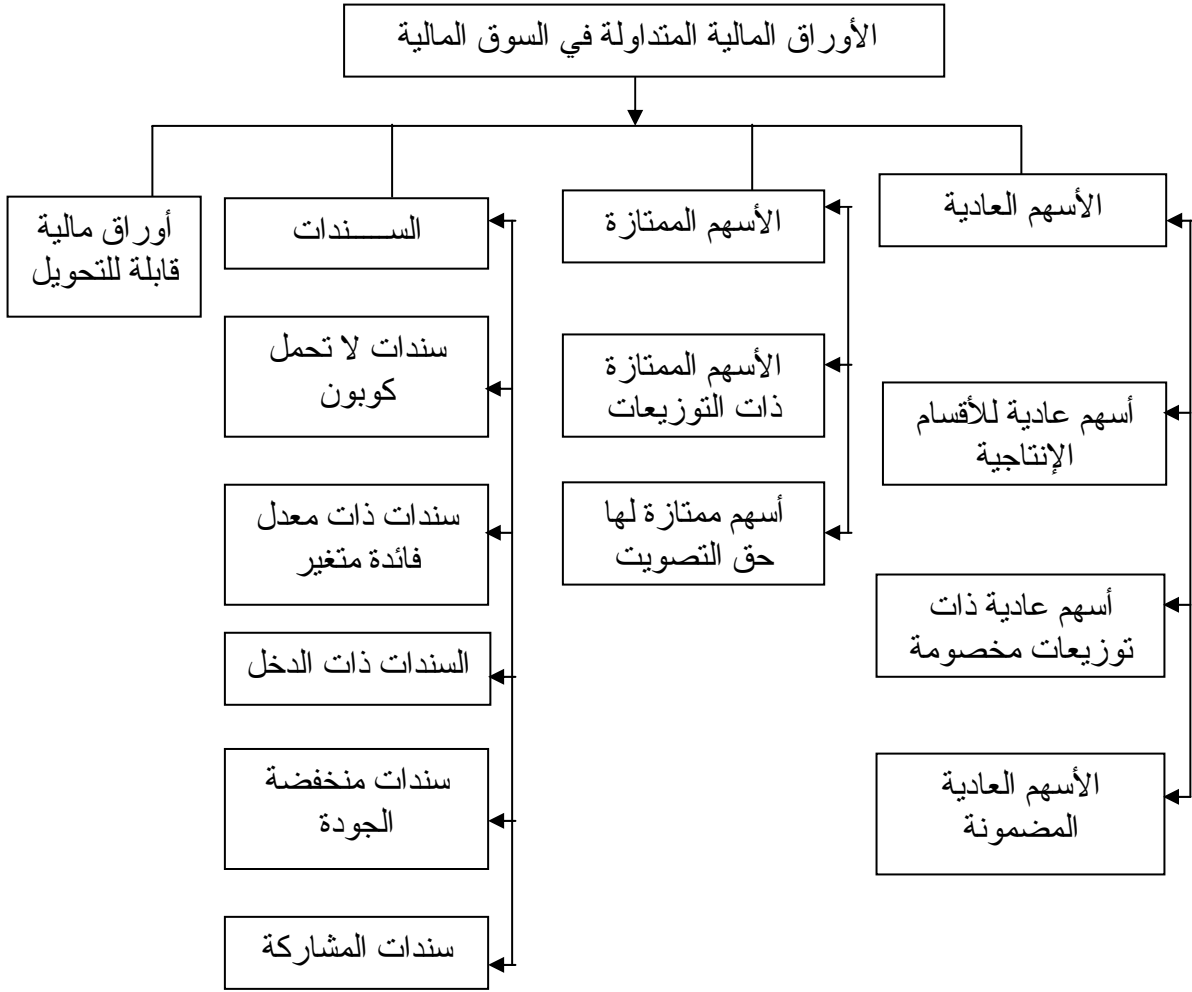 الأوراق المالية المتداولة في السوق المالية
الأسهم العادية
أسهم عادية للأقسام
الإنتاجية
أسهم عادية ذات
توزيعات مخصومة
الأسهم العادية
المضمونة
الأسهم الممتازة
الأسهم الممتازة
ذات التوزيعات
أسهم ممتازة لها
حق التصويت
الســـــندات
سندات لا تحمل
كوبون
سندات ذات معدل
فائدة متغير
السندات ذات الدخل
سندات منخفضة
الجودة
سندات المشاركة
أوراق مالية
قابلة للتحويل